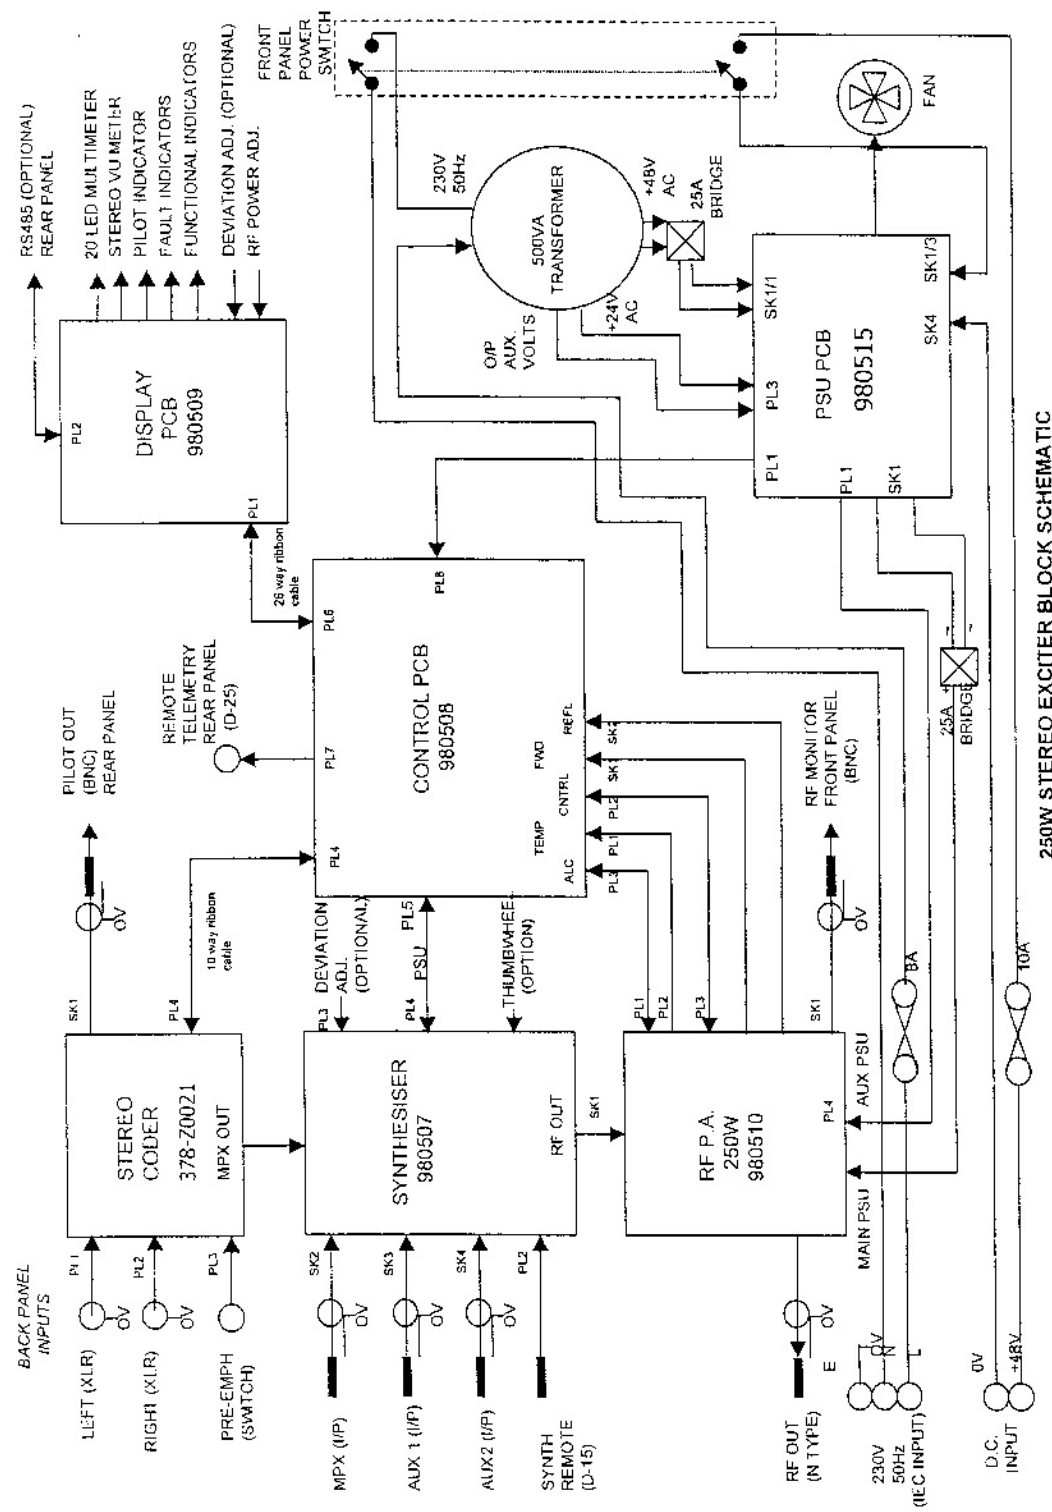 BACK PANEL
INPUTS
LEFT (XLR)
PL1
0V
RIGHT (XLR)
PL2
0V
PRE-EMPH
(SWITCH)
PL3
STEREO
CODER
378-Z0021
MPX OUT
SK1
PL4
0V
PILOT OUT
(BNC)
REAR PANEL
10 way ribbon
cable
MPX (I/P)
SK2
0V
AUX 1 (I/P)
SK3
0V
AUX2 (I/P)
SK4
0V
SYNTH
REMOTE
(D-15)
PL2
SYNTHESISER
980507
RF OUT
SK1
PL3
DEVIATION
ADJ.
(OPTIONAL)
PL4
PSU
PL5
(OPTION)
REMOTE
TELEMETRY
REAR PANEL
(D-25)
PL4
PL7
PL6
PL8
CONTROL PCB
980508
ALC
TEMP
CNTRL
FWD
REFL
PL3
PL1
PL2
SK2
26 way ribbon
cable
RS485 (OPTIONAL)
REAR PANEL
PL2
DISPLAY
PCB
980509
PL1
20 LED MULTIMETER
STEREO VU METER
PILOT INDICATOR
FAULT INDICATORS
FUNCTIONAL INDICATORS
DEVIATION ADJ. (OPTIONAL)
RF POWER ADJ.
FRONT
PANEL
POWER
SWITCH
230V
50Hz
500VA
TRANSFORMER
+48V
AC
25A
BRIDGE
+24V
AC
O/P
AUX.
VOLTS
FAN
SK1/1
SK1/3
SK4
PL3
PL1
PSU PCB
980515
PL1
SK1
25A +
~
BRIDGE
RF P.A.
250W
980510
PL1
PL2
PL3
SK1
PL4
AUX PSU
MAIN PSU
0V
RF MONITOR
FRONT PANEL
(BNC)
RF OUT
(N TYPE)
0V
E
N
L
230V
50Hz
(IEC INPUT)
8A
10A
0V
+48V
D.C.
INPUT
250W STEREO EXCITER BLOCK SCHEMATIC